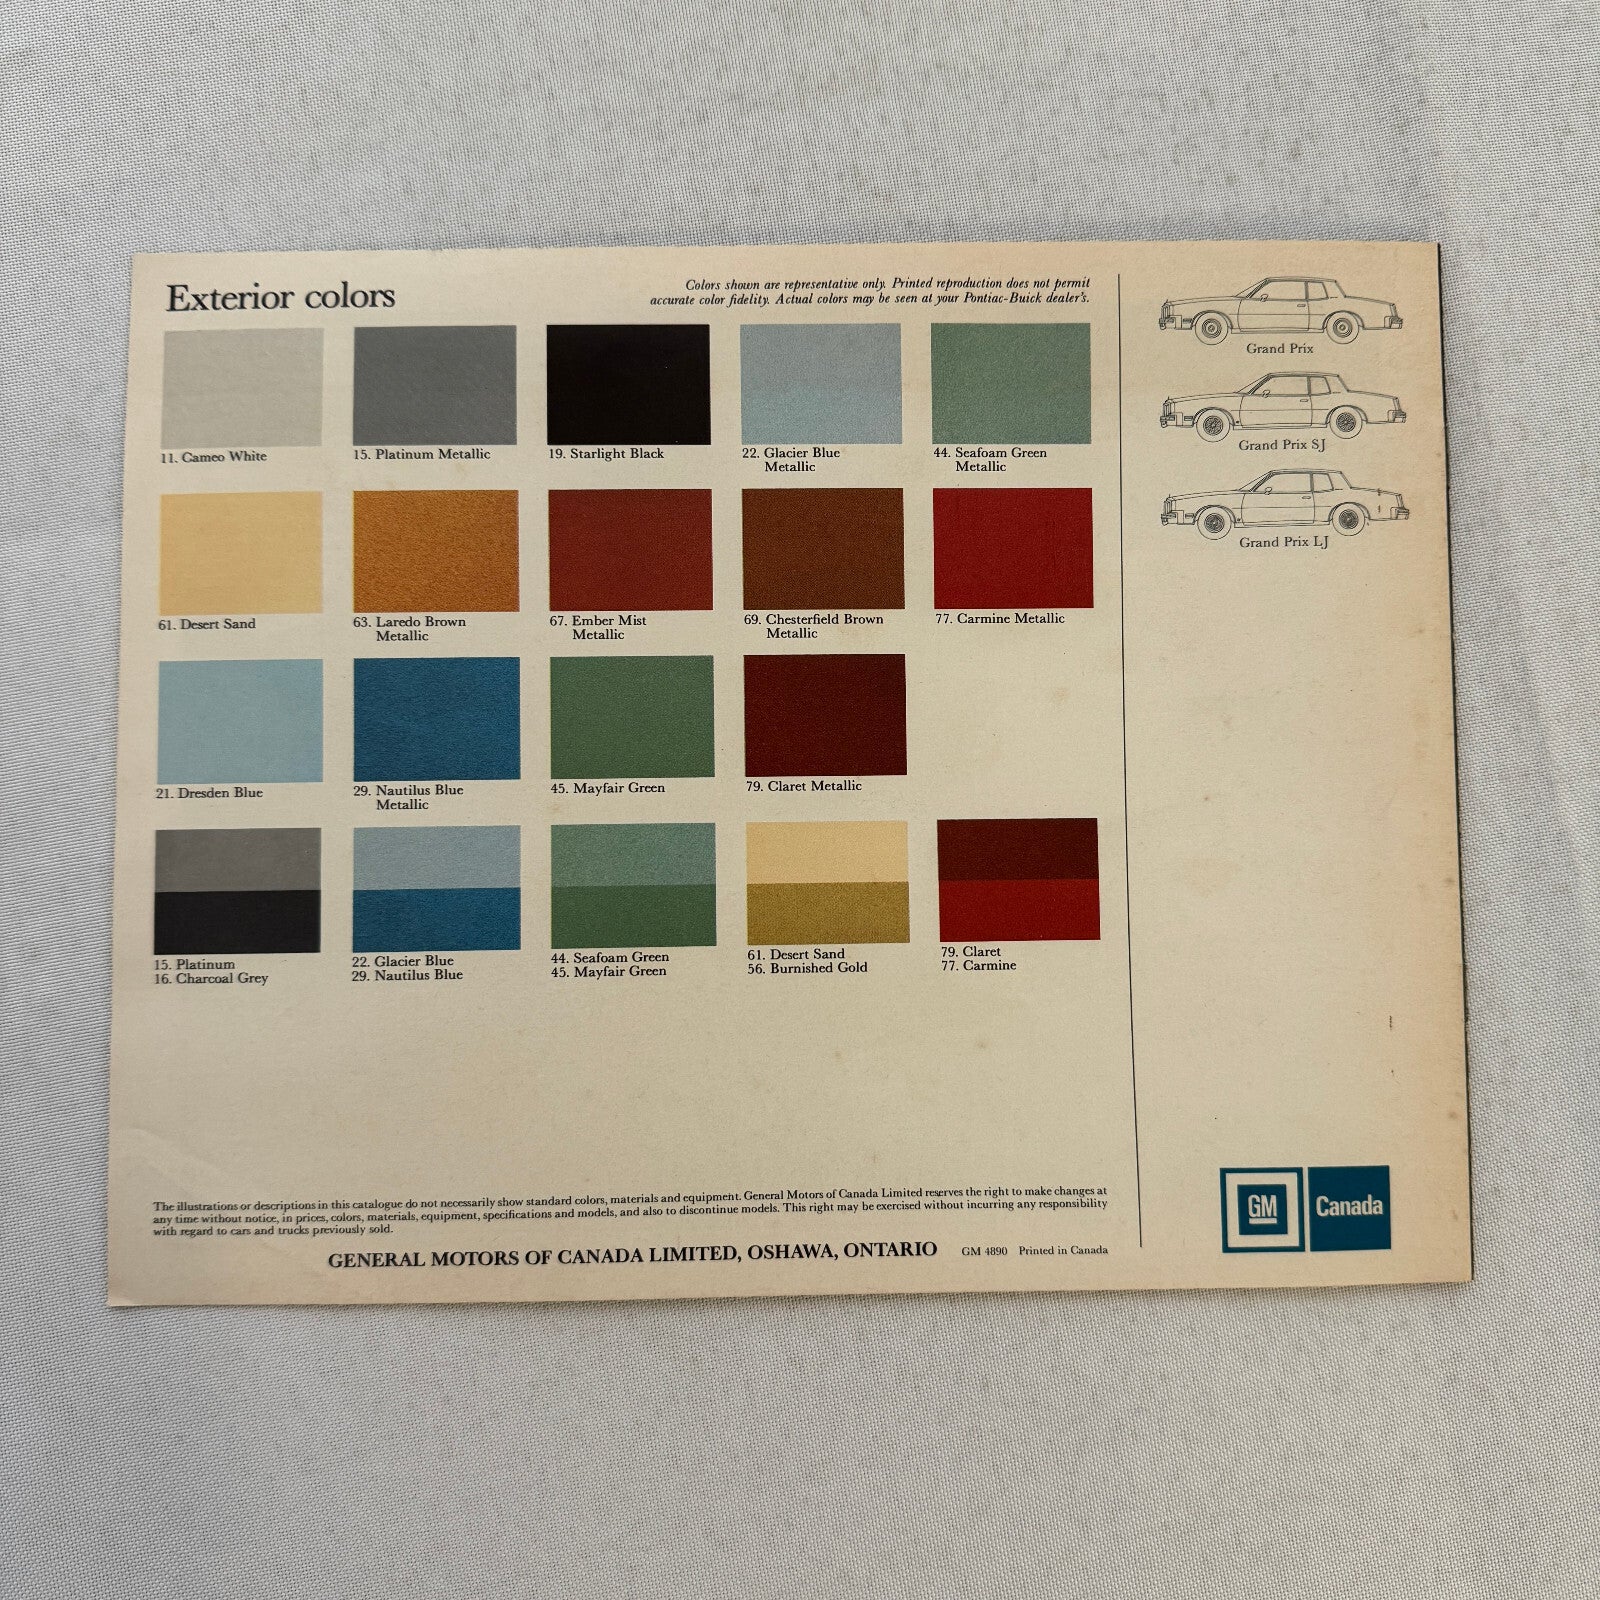 Exterior colors
Colors shown are representative only. Printed reproduction does not permit
accurate color fidelity. Actual colors may be seen at your Pontiac-Buick dealer's.
11. Cameo White
15. Platinum Metallic
19. Starlight Black
22. Glacier Blue
Metallic
44. Seafoam Green
Metallic
61. Desert Sand
63. Laredo Brown
Metallic
67. Ember Mist
Metallic
69. Chesterfield Brown
Metallic
77. Carmine Metallic
21. Dresden Blue
29. Nautilus Blue
Metallic
45. Mayfair Green
79. Claret Metallic
15. Platinum
16. Charcoal Grey
22. Glacier Blue
29. Nautilus Blue
44. Seafoam Green
45. Mayfair Green
61. Desert Sand
56. Burnished Gold
79. Claret
77. Carmine
The illustrations or descriptions in this catalogue do not necessarily show standard colors, materials and equipment. General Motors of Canada Limited reserves the right to make changes at
any time without notice, in prices, colors, materials, equipment, specifications and models, and also to discontinue models. This right may be exercised without incurring any responsibility
with regard to cars and trucks previously sold.
GENERAL MOTORS OF CANADA LIMITED, OSHAWA, ONTARIO GM 4890 Printed in Canada
Grand Prix
Grand Prix SJ
Grand Prix LJ
GM Canada